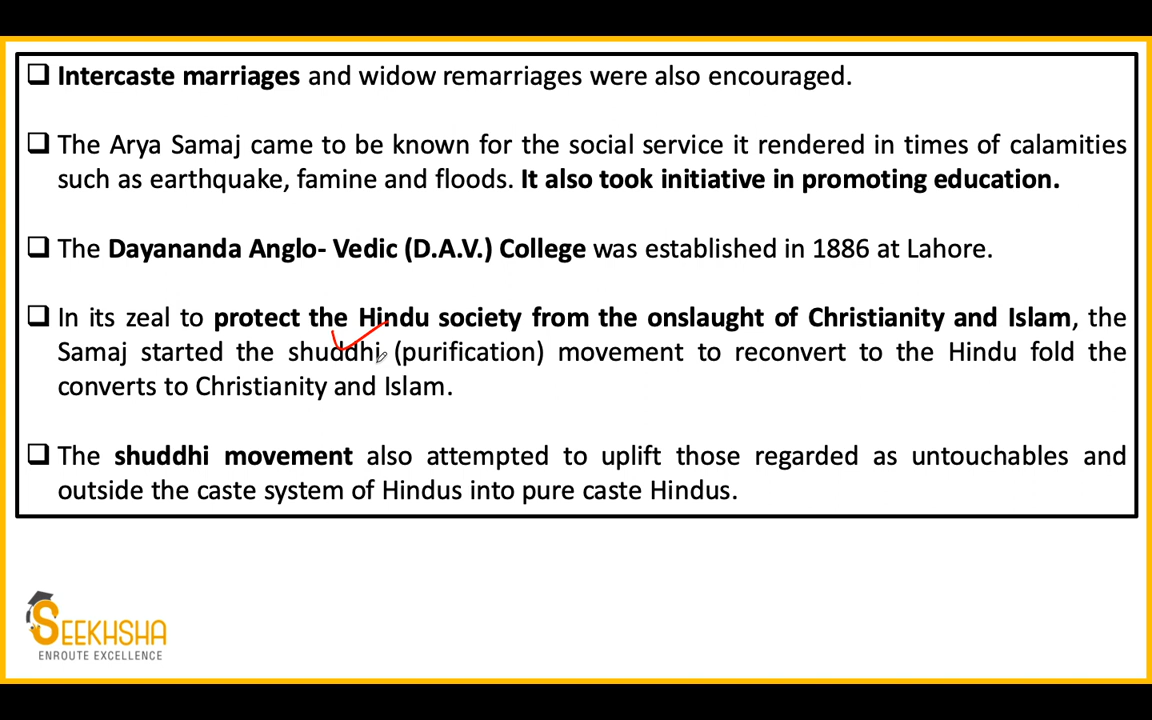 ❑ Intercaste marriages and widow remarriages were also encouraged.
❑ The Arya Samaj came to be known for the social service it rendered in times of calamities
such as earthquake, famine and floods. It also took initiative in promoting education.
❑ The Dayananda Anglo- Vedic (D.A.V.) College was established in 1886 at Lahore.
❑ In its zeal to protect the Hindu society from the onslaught of Christianity and Islam, the
Samaj started the shuddhi (purification) movement to reconvert to the Hindu fold the
converts to Christianity and Islam.
❑ The shuddhi movement also attempted to uplift those regarded as untouchables and
outside the caste system of Hindus into pure caste Hindus.
SEEKHSHA
ENROUTE EXCELLENCE